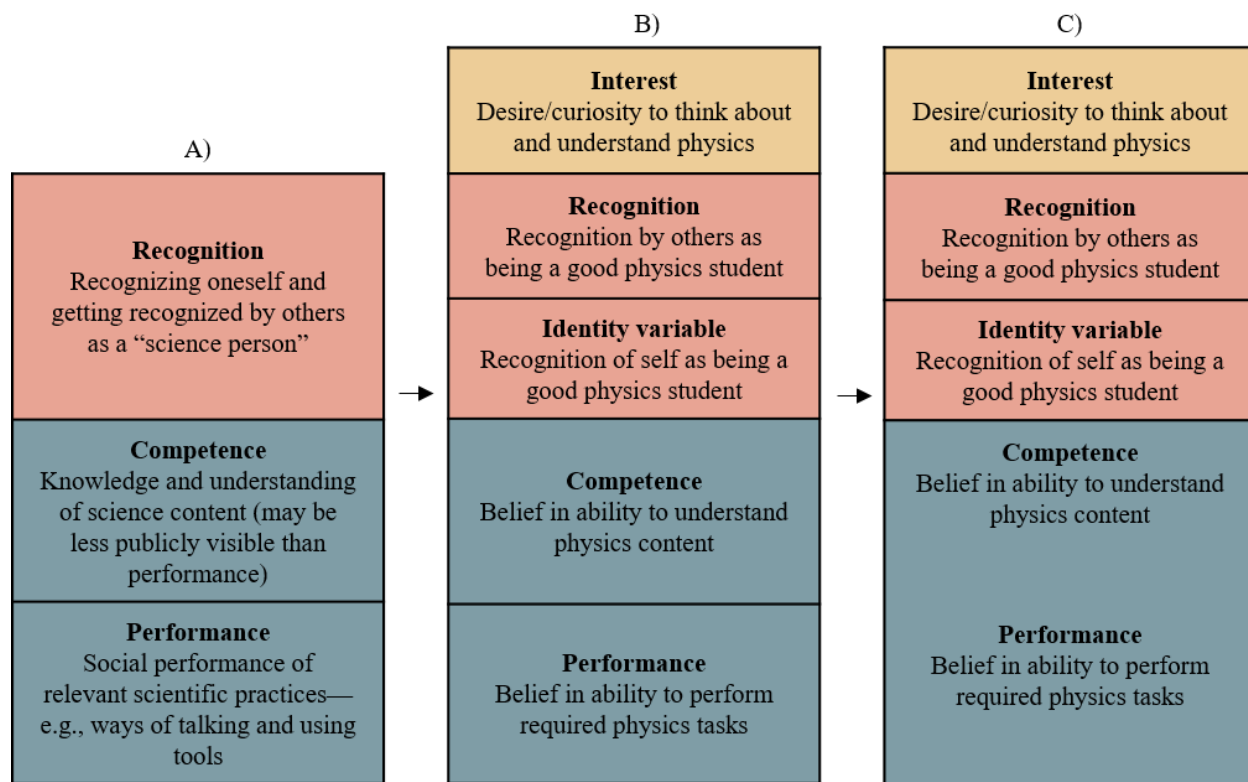 A)
Recognition
Recognizing oneself and
getting recognized by others
as a “science person”
Competence
Knowledge and understanding
of science content (may be
less publicly visible than
performance)
Performance
Social performance of
relevant scientific practices—
e.g., ways of talking and using
tools
B)
Interest
Desire/curiosity to think about
and understand physics
Recognition
Recognition by others as
being a good physics student
Identity variable
Recognition of self as being a
good physics student
Competence
Belief in ability to understand
physics content
Performance
Belief in ability to perform
required physics tasks
C)
Interest
Desire/curiosity to think about
and understand physics
Recognition
Recognition by others as
being a good physics student
Identity variable
Recognition of self as being a
good physics student
Competence
Belief in ability to understand
physics content
Performance
Belief in ability to perform
required physics tasks